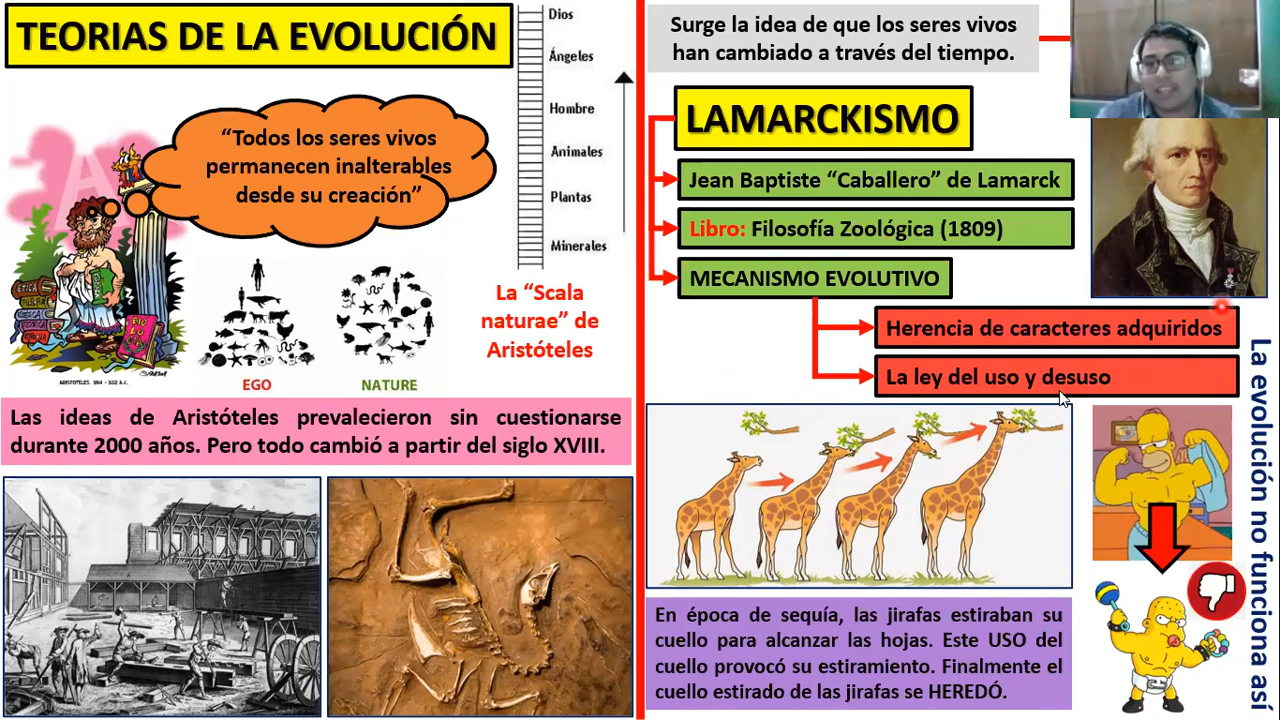 TEORIAS DE LA EVOLUCIÓN
“Todos los seres vivos
permanecen inalterables
desde su creación”
Dios
Ángeles
Hombre
Animales
Plantas
Minerales
La “Scala
naturae” de
Aristóteles
ARISTÓTELES 384 - 322 A.C.
EGO
NATURE
Las ideas de Aristóteles prevalecieron sin cuestionarse
durante 2000 años. Pero todo cambió a partir del siglo XVIII.
Surge la idea de que los seres vivos
han cambiado a través del tiempo.
LAMARCKISMO
Jean Baptiste “Caballero” de Lamarck
Libro: Filosofía Zoológica (1809)
MECANISMO EVOLUTIVO
Herencia de caracteres adquiridos
La ley del uso y desuso
En época de sequía, las jirafas estiraban su
cuello para alcanzar las hojas. Este USO del
cuello provocó su estiramiento. Finalmente el
cuello estirado de las jirafas se HEREDÓ.
La evolución no funciona así